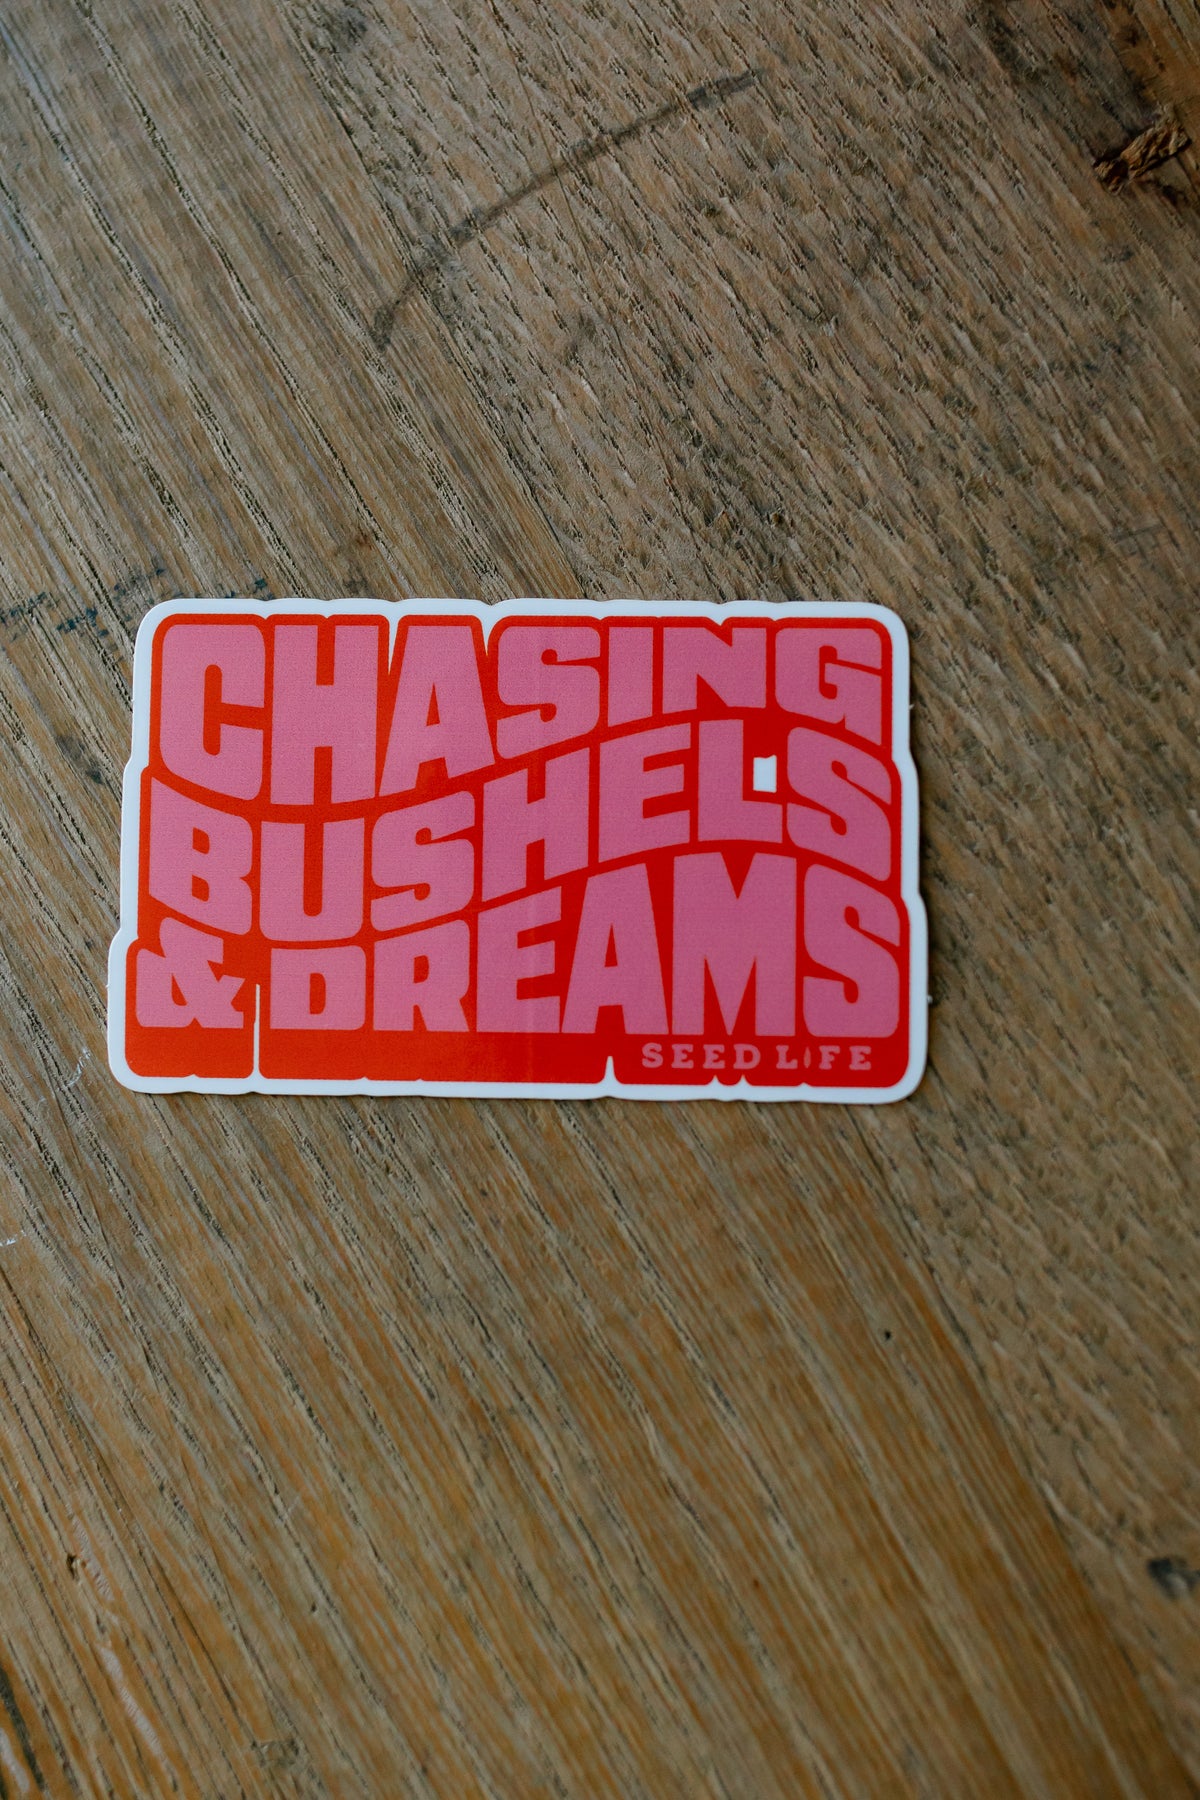 CHASING
BUSHELS
& DREAMS
SEED LIFE